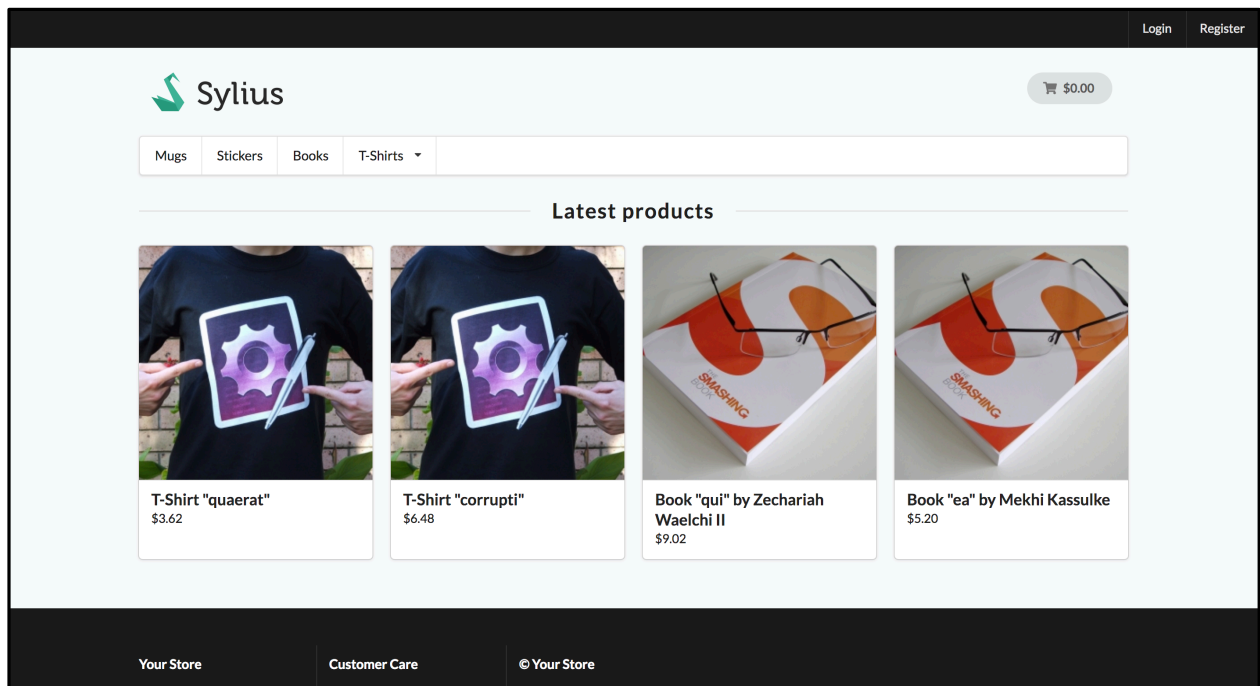 Login Register
Sylius
$0.00
Mugs Stickers Books T-Shirts
Latest products
THE
SMASHING
BOOK
THE
SMASHING
BOOK
T-Shirt "quaerat"
$3.62
T-Shirt "corrupti"
$6.48
Book "qui" by Zechariah
Waelchi II
$9.02
Book "ea" by Mekhi Kassulke
$5.20
Your Store
Customer Care
© Your Store